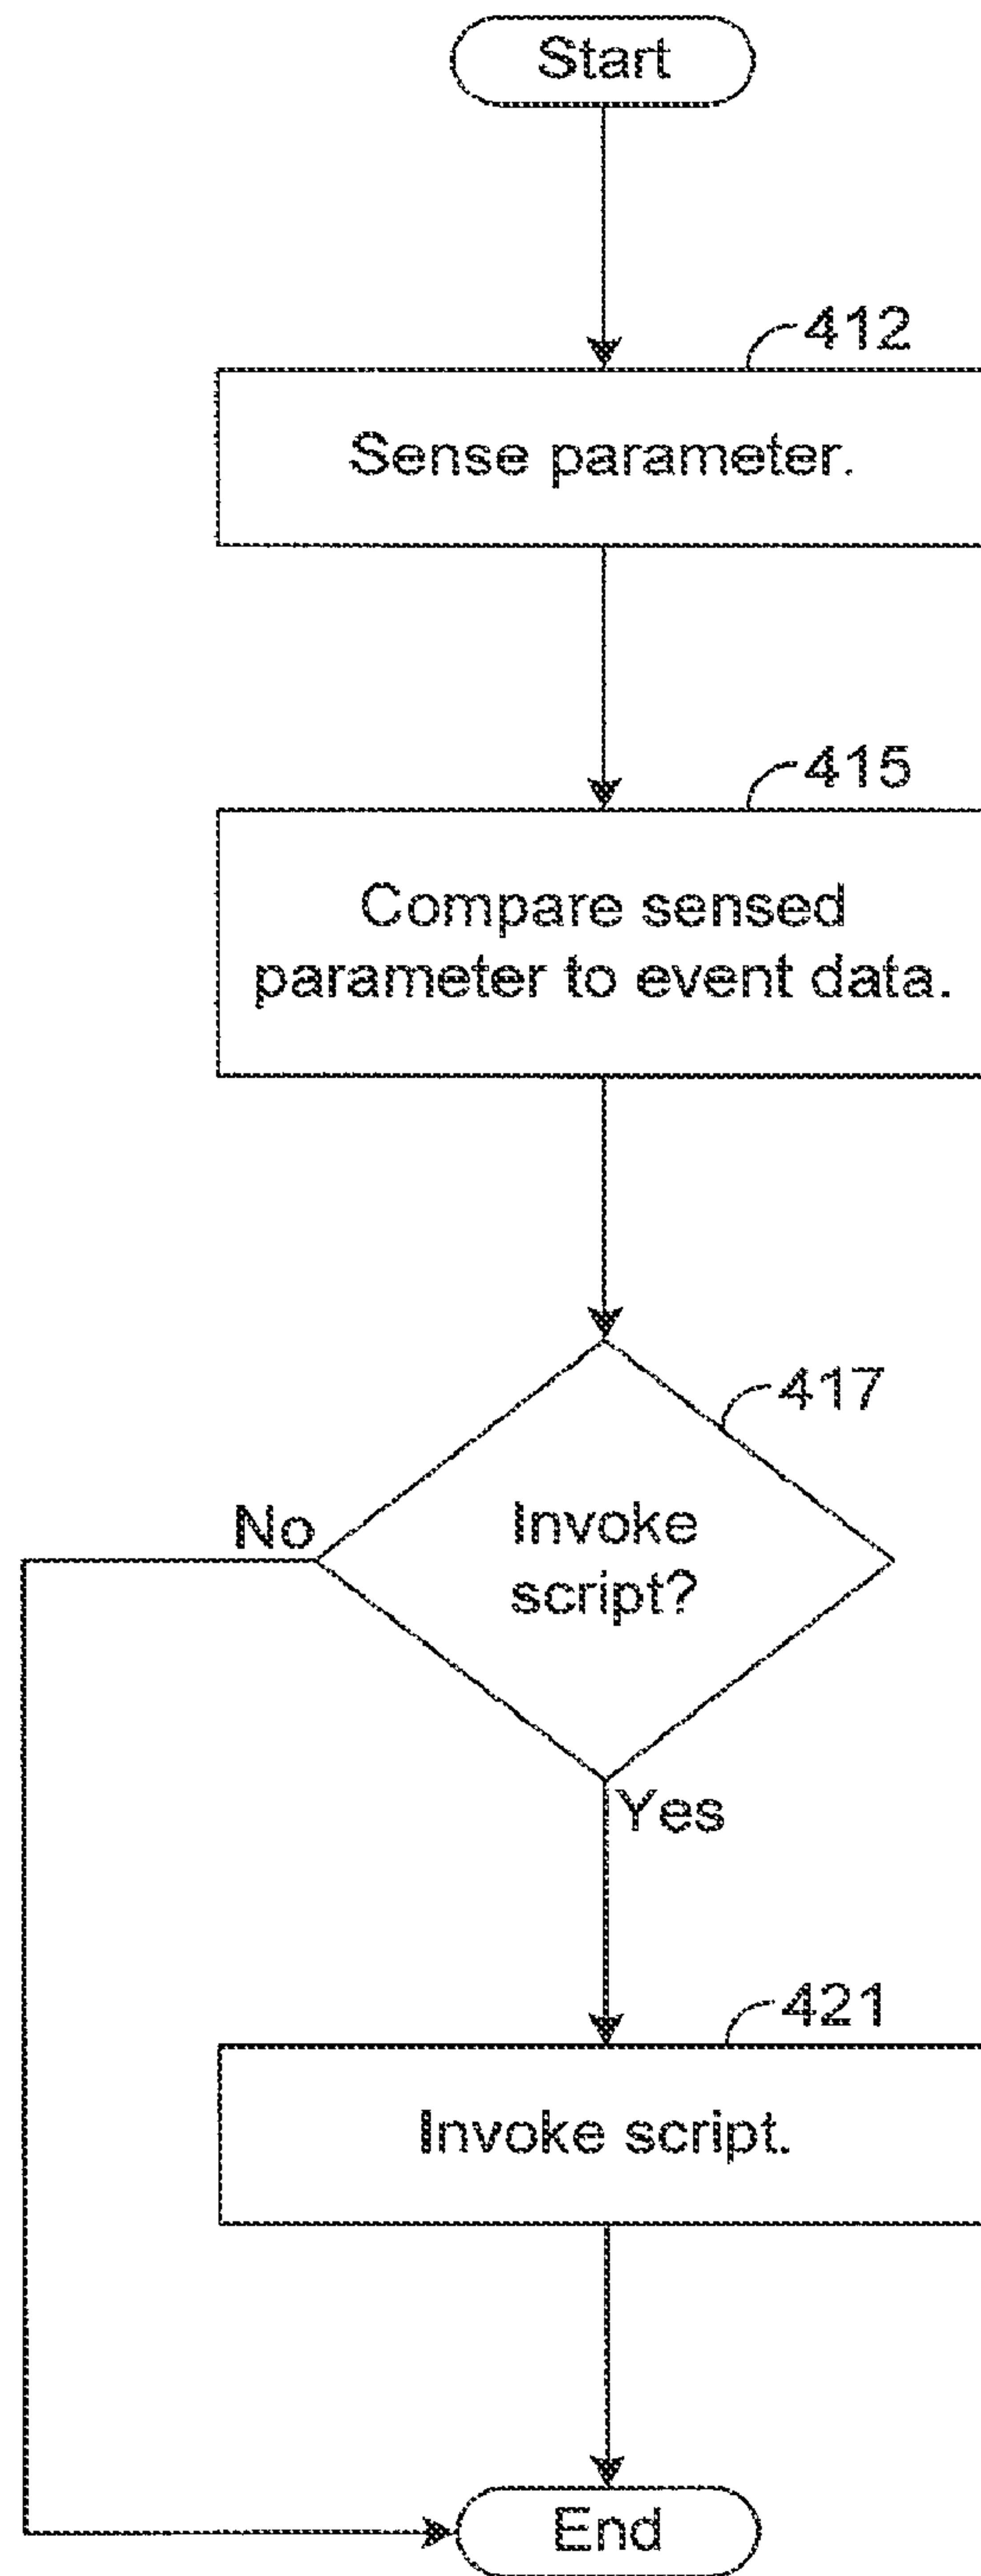 Start
412
Sense parameter.
415
Compare sensed
parameter to event data.
417
No
Invoke
script?
Yes
421
Invoke script.
End